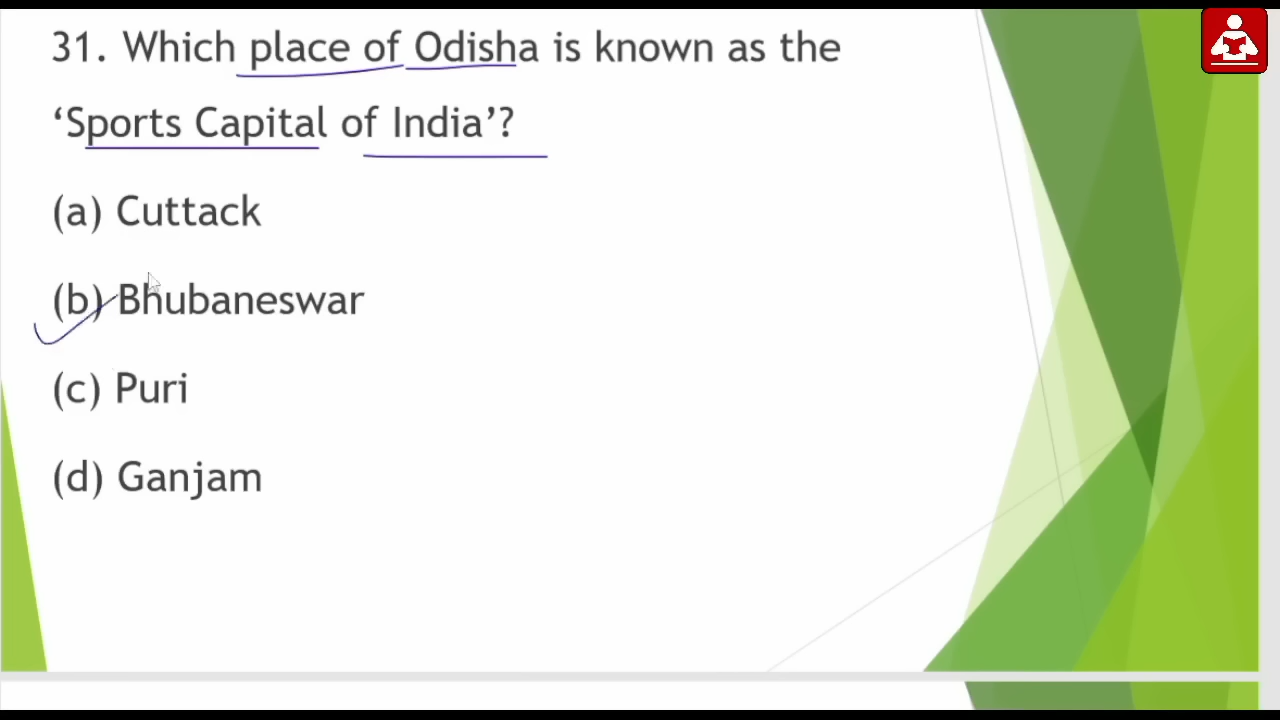 31. Which place of Odisha is known as the
‘Sports Capital of India’?
(a) Cuttack
(b) Bhubaneswar
(c) Puri
(d) Ganjam